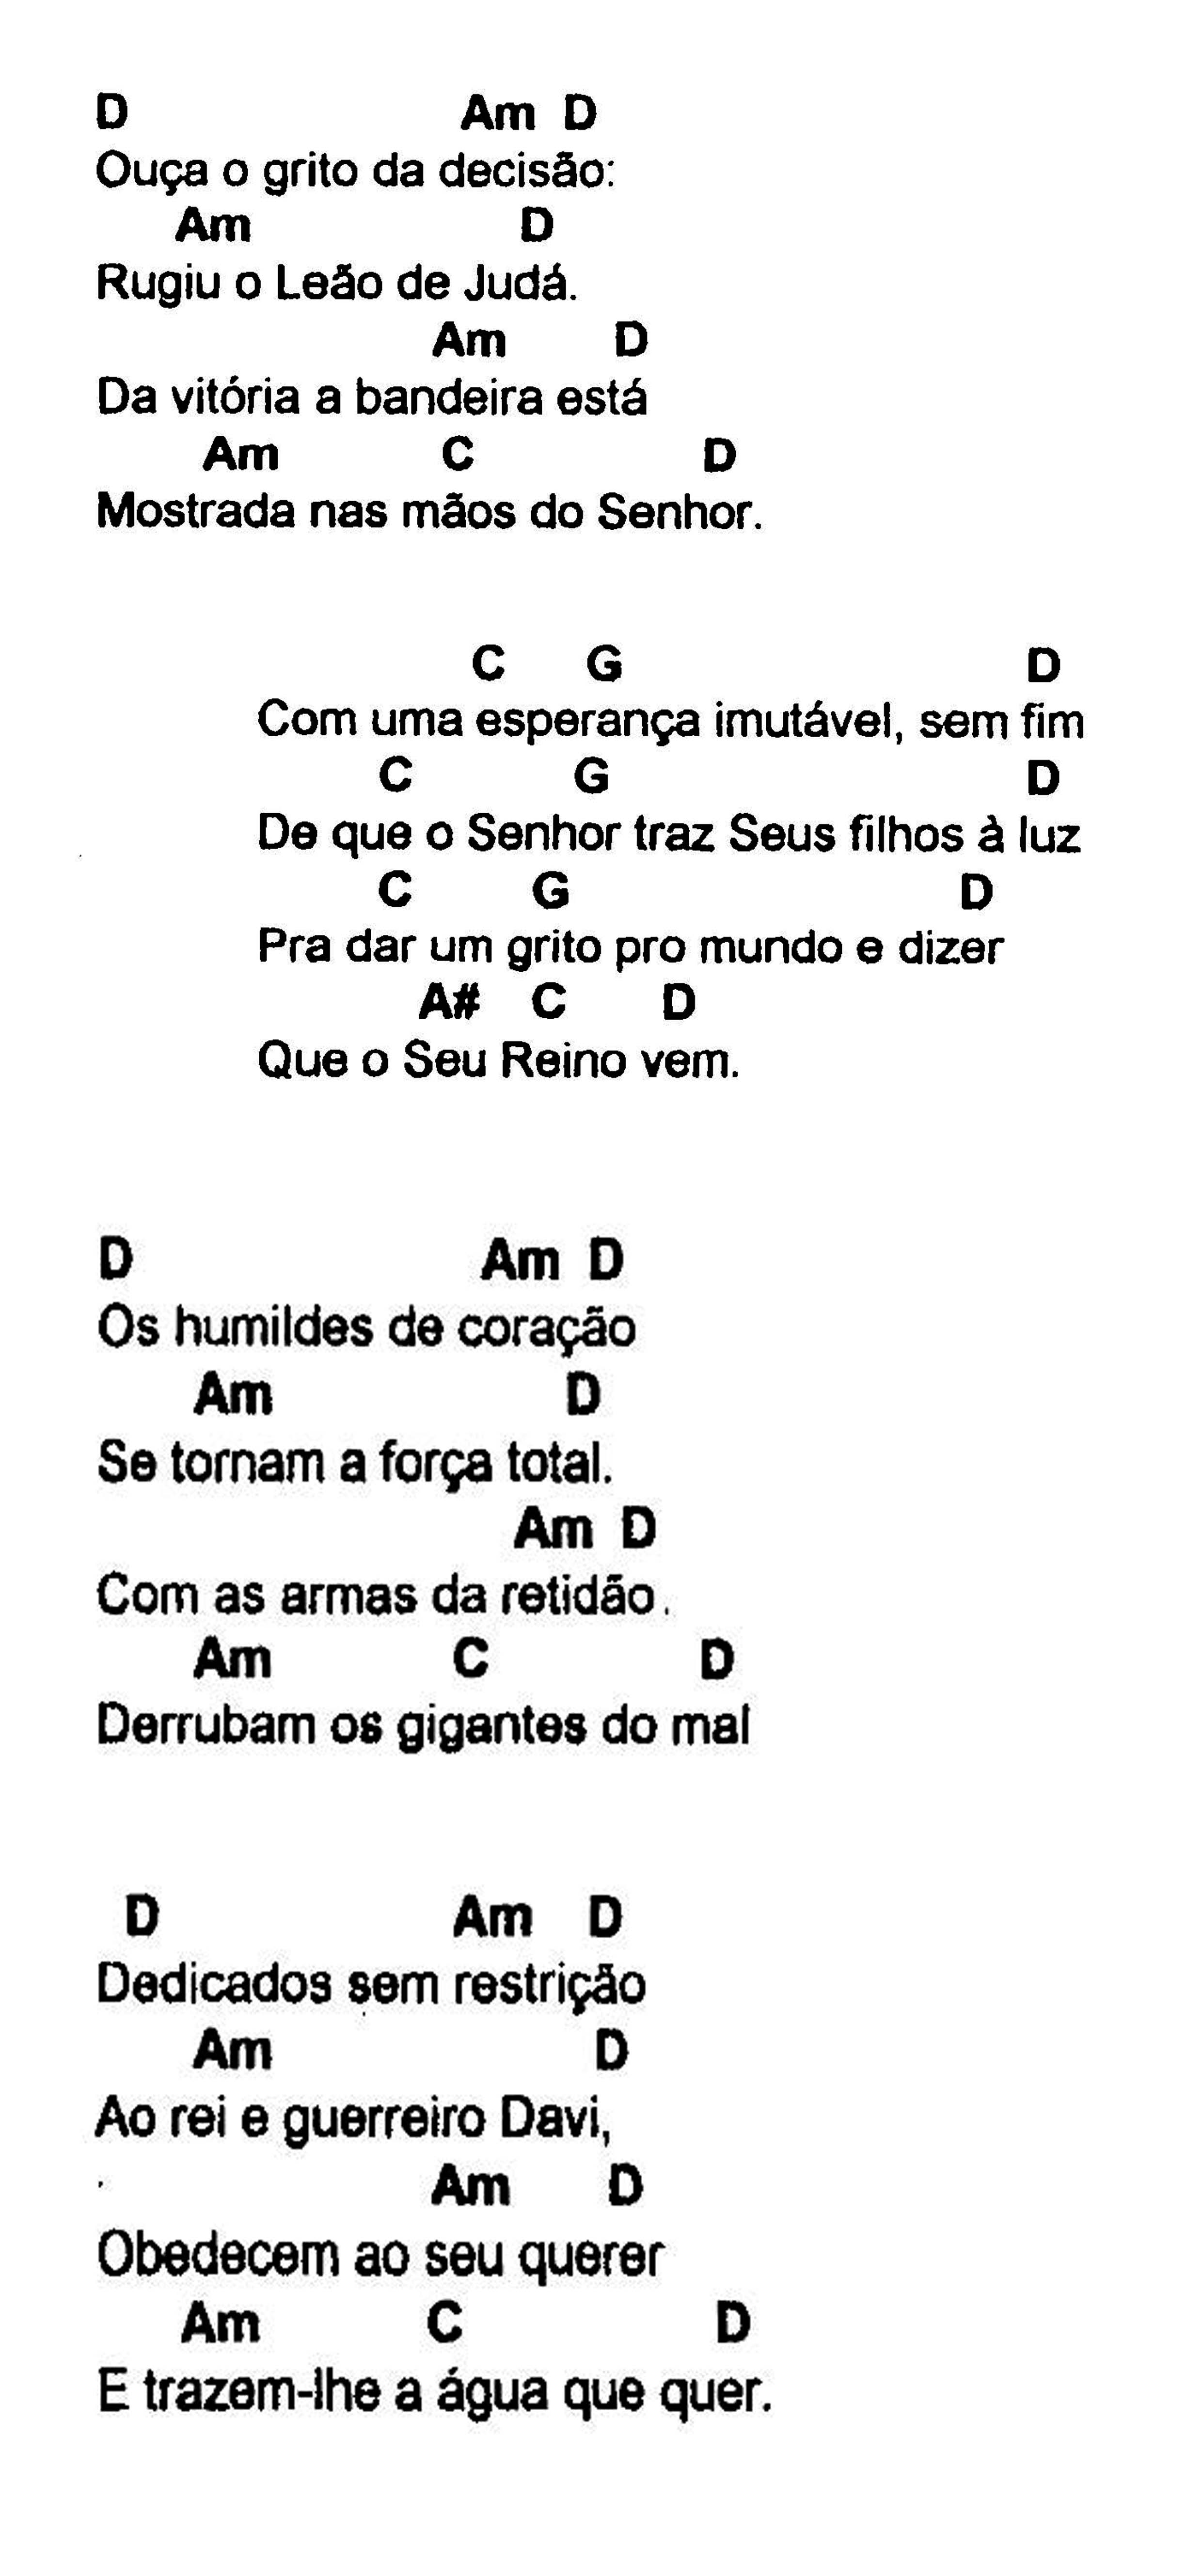 D Am D
Ouça o grito da decisão:
Am D
Rugiu o Leão de Judá.
Am D
Da vitória a bandeira está
Am C D
Mostrada nas mãos do Senhor.
C G D
Com uma esperança imutável, sem fim
C G D
De que o Senhor traz Seus filhos à luz
C G D
Pra dar um grito pro mundo e dizer
A# C D
Que o Seu Reino vem.
D Am D
Os humildes de coração
Am D
Se tornam a força total.
Am D
Com as armas da retidão.
Am C D
Derrubam os gigantes do mal
D Am D
Dedicados sem restrição
Am D
Ao rei e guerreiro Davi,
Am D
Obedecem ao seu querer
Am C D
E trazem-lhe a água que quer.